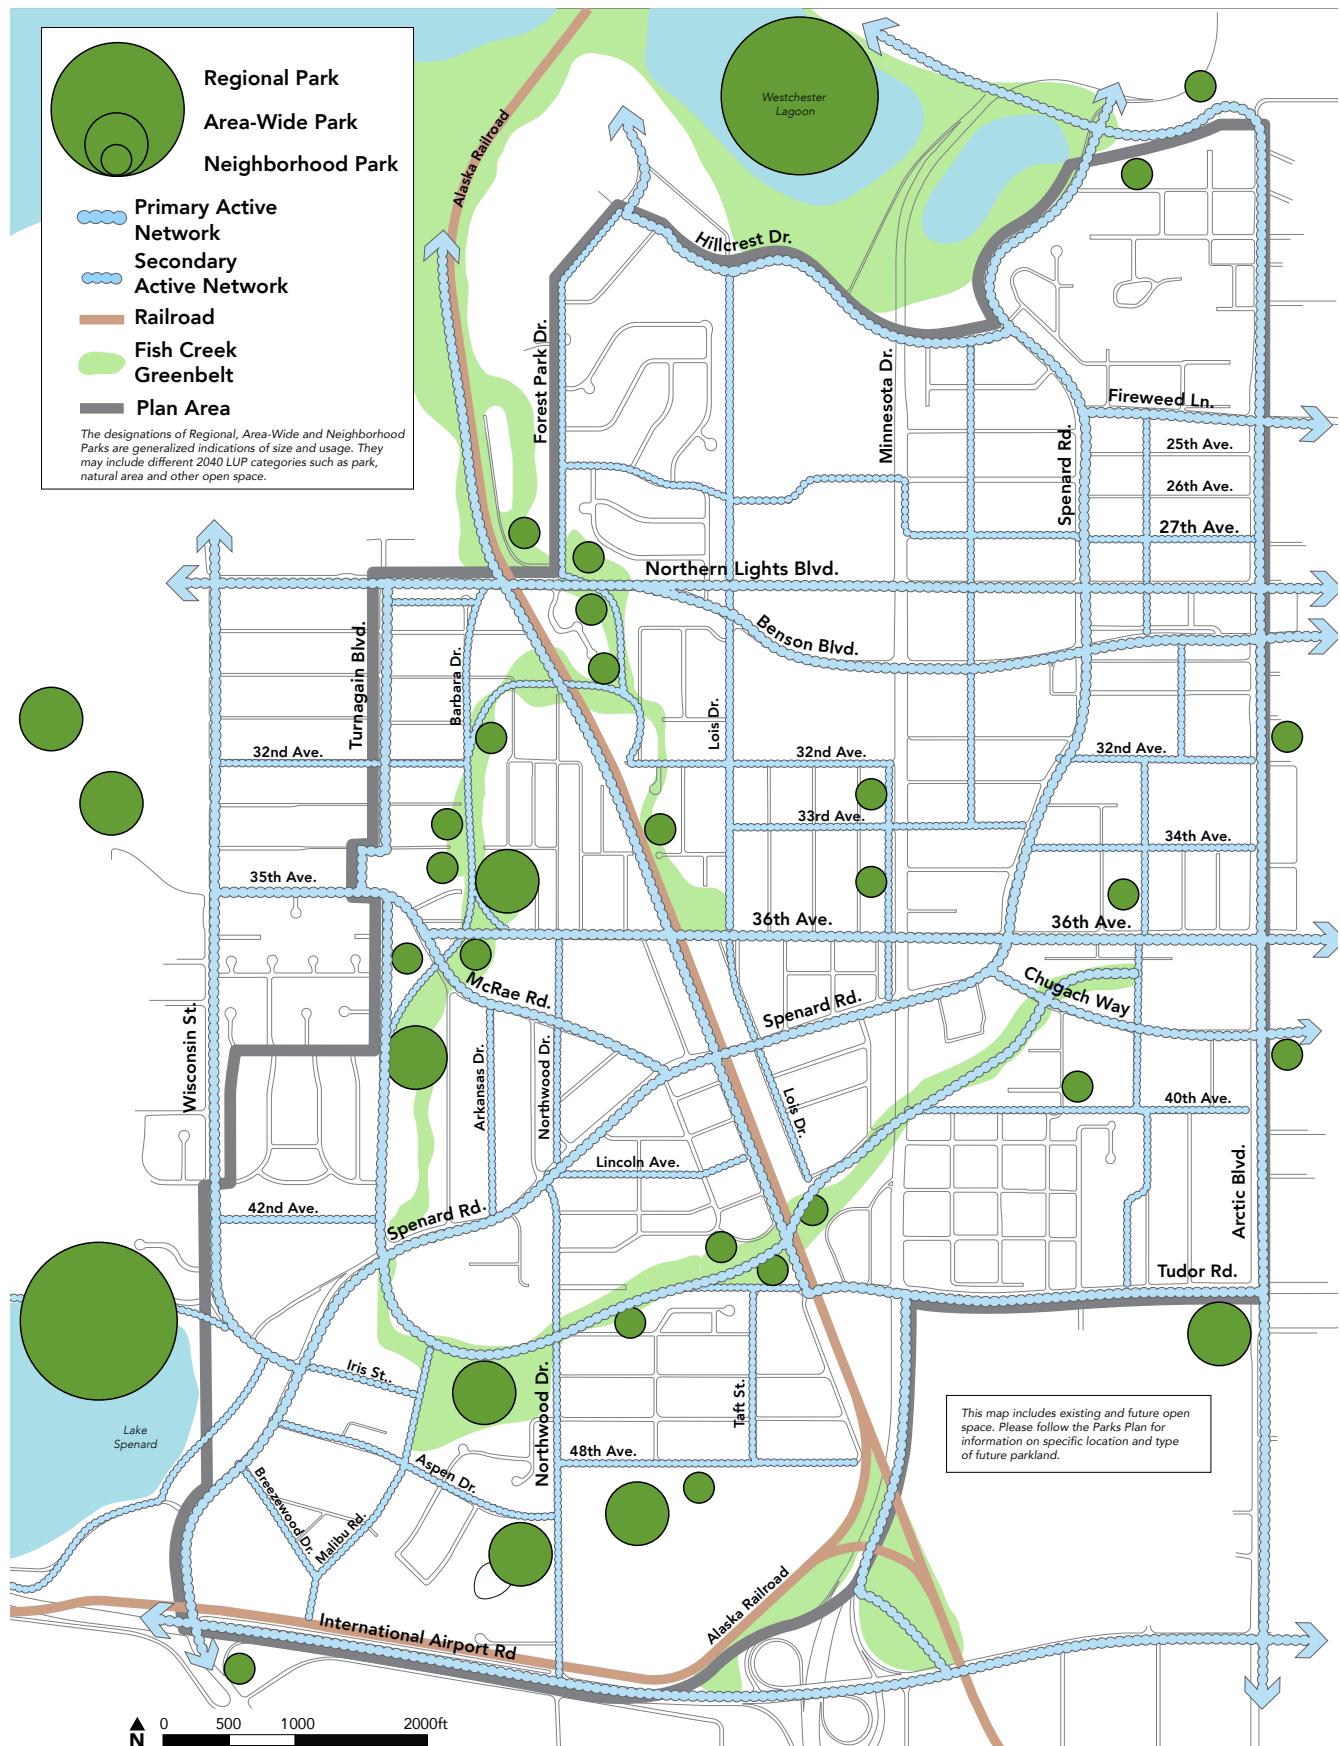 Regional Park
Area-Wide Park
Neighborhood Park
Primary Active
Network
Secondary
Active Network
Railroad
Fish Creek
Greenbelt
Plan Area
The designations of Regional, Area-Wide and Neighborhood
Parks are generalized indications of size and usage. They
may include different 2040 LUP categories such as park,
natural area and other open space.
Westchester
Lagoon
Alaska Railroad
Hillcrest Dr.
Forest Park Dr.
Minnesota Dr.
Spenard Rd.
Fireweed Ln.
25th Ave.
26th Ave.
27th Ave.
Northern Lights Blvd.
Benson Blvd.
Turnagain Blvd.
Barbara Dr.
Lois Dr.
32nd Ave.
32nd Ave.
32nd Ave.
33rd Ave.
34th Ave.
35th Ave.
36th Ave.
36th Ave.
McRae Rd.
Spenard Rd.
Chugach Way
Wisconsin St.
Arkansas Dr.
Northwood Dr.
Lois Dr.
40th Ave.
Lincoln Ave.
Arctic Blvd.
42nd Ave.
Spenard Rd.
Tudor Rd.
Iris St..
Northwood Dr.
Taft St.
Lake
Spenard
This map includes existing and future open
space. Please follow the Parks Plan for
information on specific location and type
of future parkland.
48th Ave.
Aspen Dr.
Breezewood Dr.
Malibu Rd.
Alaska Railroad
International Airport Rd
N
0 500 1000 2000ft